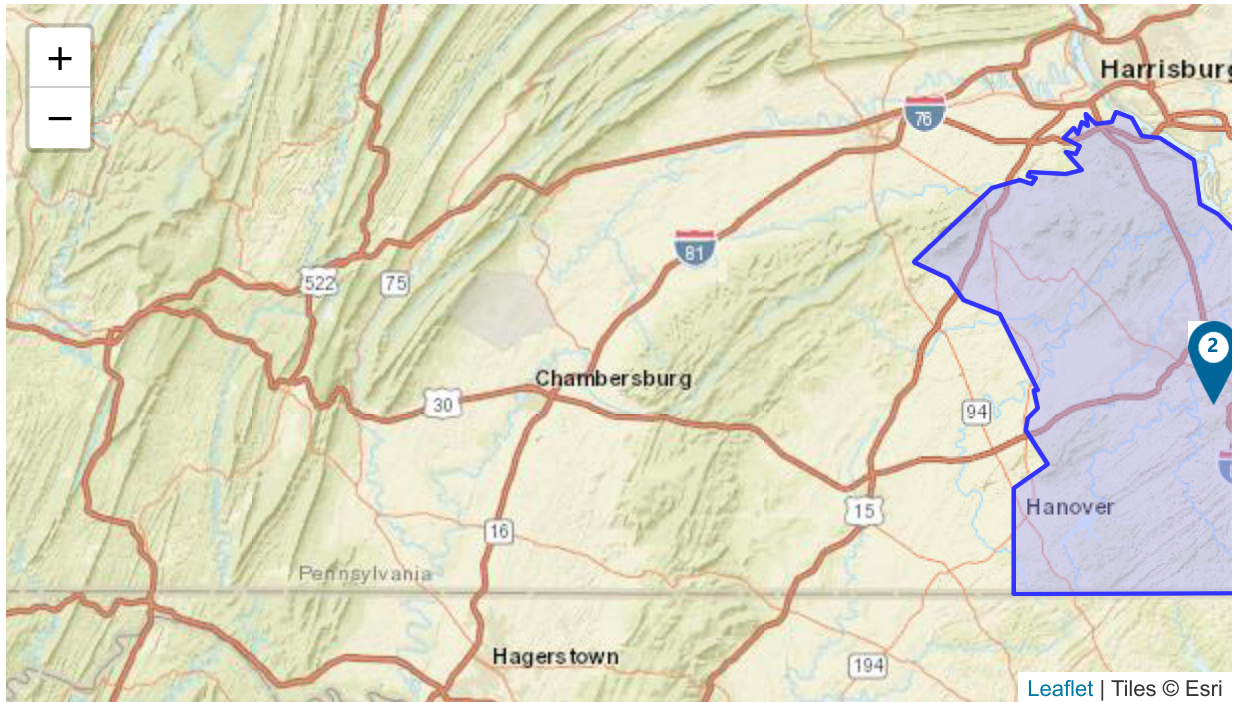 +
−
Harrisburg
76
81
522
75
Chambersburg
30
94
2
15
Hanover
16
Pennsylvania
Hagerstown
194
Leaflet | Tiles © Esri